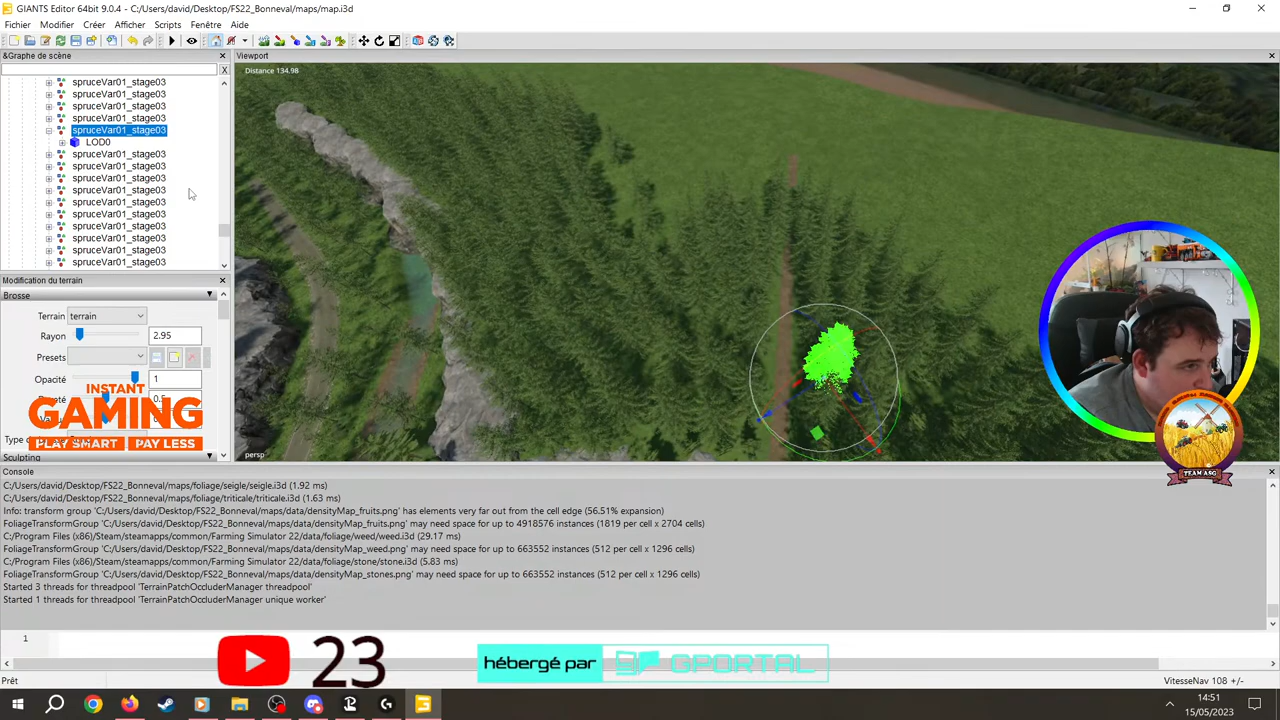 GIANTS Editor 64bit 9.0.4 - C:/Users/david/Desktop/FS22_Bonneval/maps/map.i3d
Fichier Modifier Créer Afficher Scripts Fenêtre Aide
&Graphe de scène
X
spruceVar01_stage03
spruceVar01_stage03
spruceVar01_stage03
spruceVar01_stage03
spruceVar01_stage03
LOD0
spruceVar01_stage03
spruceVar01_stage03
spruceVar01_stage03
spruceVar01_stage03
spruceVar01_stage03
spruceVar01_stage03
spruceVar01_stage03
spruceVar01_stage03
spruceVar01_stage03
spruceVar01_stage03
Modification du terrain
Brosse
Terrain terrain
Rayon 2.95
Presets
Opacité 1
INSTANT
GAMING
PLAY SMART PAY LESS
Sculpting
Viewport
Distance 134.98
persp
TEAM ASG
Console
C:/Users/david/Desktop/FS22_Bonneval/maps/foliage/seigle/seigle.i3d (1.92 ms)
C:/Users/david/Desktop/FS22_Bonneval/maps/foliage/triticale/triticale.i3d (1.63 ms)
Info: transform group 'C:/Users/david/Desktop/FS22_Bonneval/maps/data/densityMap_fruits.png' has elements very far out from the cell edge (56.51% expansion)
FoliageTransformGroup 'C:/Users/david/Desktop/FS22_Bonneval/maps/data/densityMap_fruits.png' may need space for up to 4918576 instances (1819 per cell x 2704 cells)
C:/Program Files (x86)/Steam/steamapps/common/Farming Simulator 22/data/foliage/weed/weed.i3d (29.17 ms)
FoliageTransformGroup 'C:/Users/david/Desktop/FS22_Bonneval/maps/data/densityMap_weed.png' may need space for up to 663552 instances (512 per cell x 1296 cells)
C:/Program Files (x86)/Steam/steamapps/common/Farming Simulator 22/data/foliage/stone/stone.i3d (5.83 ms)
FoliageTransformGroup 'C:/Users/david/Desktop/FS22_Bonneval/maps/data/densityMap_stones.png' may need space for up to 663552 instances (512 per cell x 1296 cells)
Started 3 threads for threadpool 'TerrainPatchOccluderManager threadpool'
Started 1 threads for threadpool 'TerrainPatchOccluderManager unique worker'
1
23
hébergé par GPORTAL
Prêt
VitesseNav 108 +/-
14:51
15/05/2023